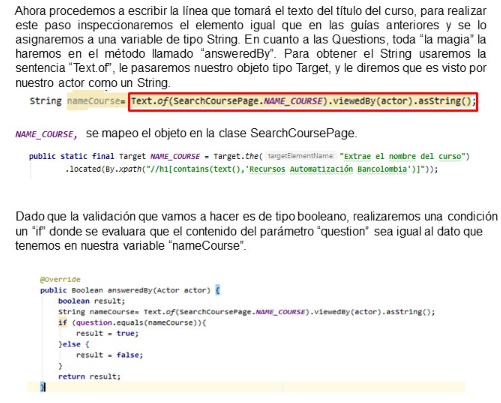 Ahora procedemos a escribir la línea que tomará el texto del título del curso, para realizar
este paso inspeccionaremos el elemento igual que en las guías anteriores y se lo
asignaremos a una variable de tipo String. En cuanto a las Questions, toda “la magia” la
haremos en el método llamado “answeredBy”. Para obtener el String usaremos la
sentencia “Text.of”, le pasaremos nuestro objeto tipo Target, y le diremos que es visto por
nuestro actor como un String.
String nameCourse= Text.of(SearchCoursePage.NAME_COURSE).viewedBy(actor).asString();
NAME_COURSE, se mapeo el objeto en la clase SearchCoursePage.
public static final Target NAME_COURSE = Target.the( targetElementName: "Extrae el nombre del curso")
.located(By.xpath("//h1[contains(text(),'Recursos Automatización Bancolombia')]"));
Dado que la validación que vamos a hacer es de tipo booleano, realizaremos una condición
un “if” donde se evaluara que el contenido del parámetro “question” sea igual al dato que
tenemos en nuestra variable “nameCourse”.
@Override
public Boolean answeredBy(Actor actor) {
boolean result;
String nameCourse= Text.of(SearchCoursePage.NAME_COURSE).viewedBy(actor).asString();
if (question.equals(nameCourse)){
result = true;
}else {
result = false;
}
return result;
}